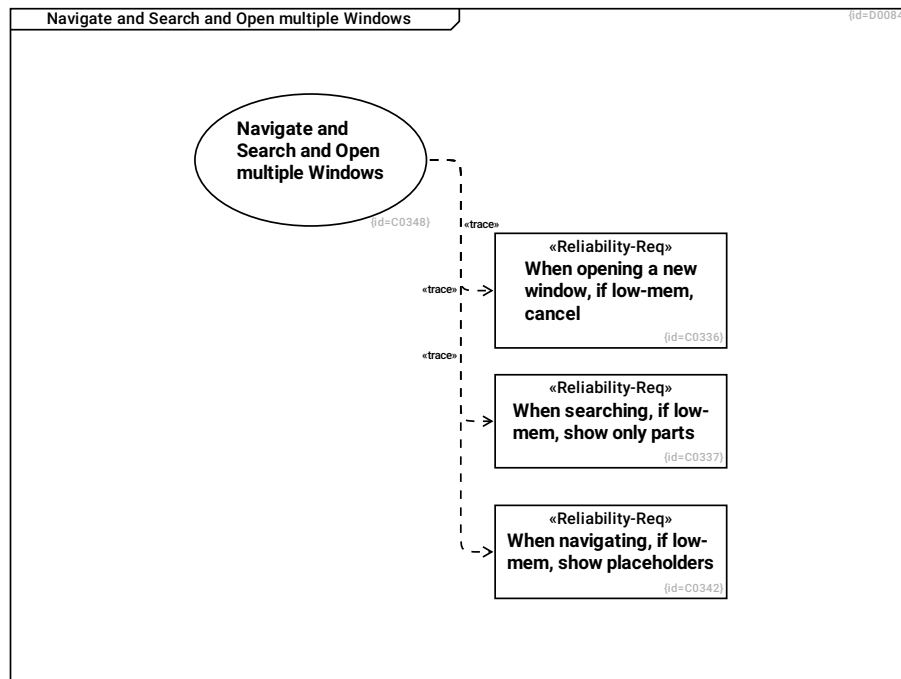 Navigate and Search and Open multiple Windows
{id=D0084
Navigate and
Search and Open
multiple Windows
{id=C0348}
«trace»
«Reliability-Req»
When opening a new
window, if low-mem,
cancel
{id=C0336}
«trace»
«trace»
«Reliability-Req»
When searching, if low-
mem, show only parts
{id=C0337}
«Reliability-Req»
When navigating, if low-
mem, show placeholders
{id=C0342}